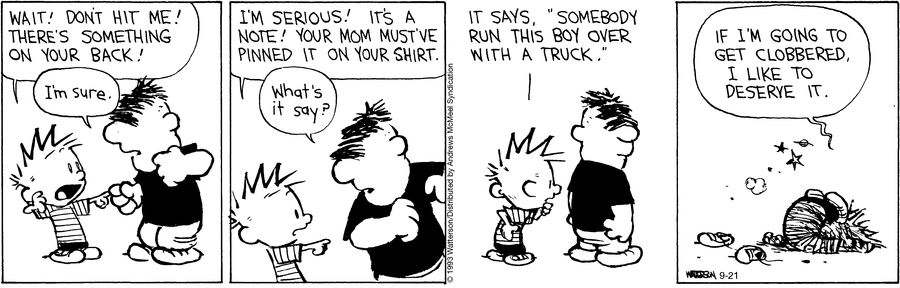 WAIT! DON'T HIT ME!
THERE'S SOMETHING
ON YOUR BACK!
I'm sure.
I'M SERIOUS! IT'S A
NOTE! YOUR MOM MUST'VE
PINNED IT ON YOUR SHIRT.
What's
it say?
© 1993 Watterson/Distributed by Andrews McMeel Syndication
IT SAYS, "SOMEBODY
RUN THIS BOY OVER
WITH A TRUCK."
IF I'M GOING TO
GET CLOBBERED,
I LIKE TO
DESERVE IT.
WATTERSON 9-21